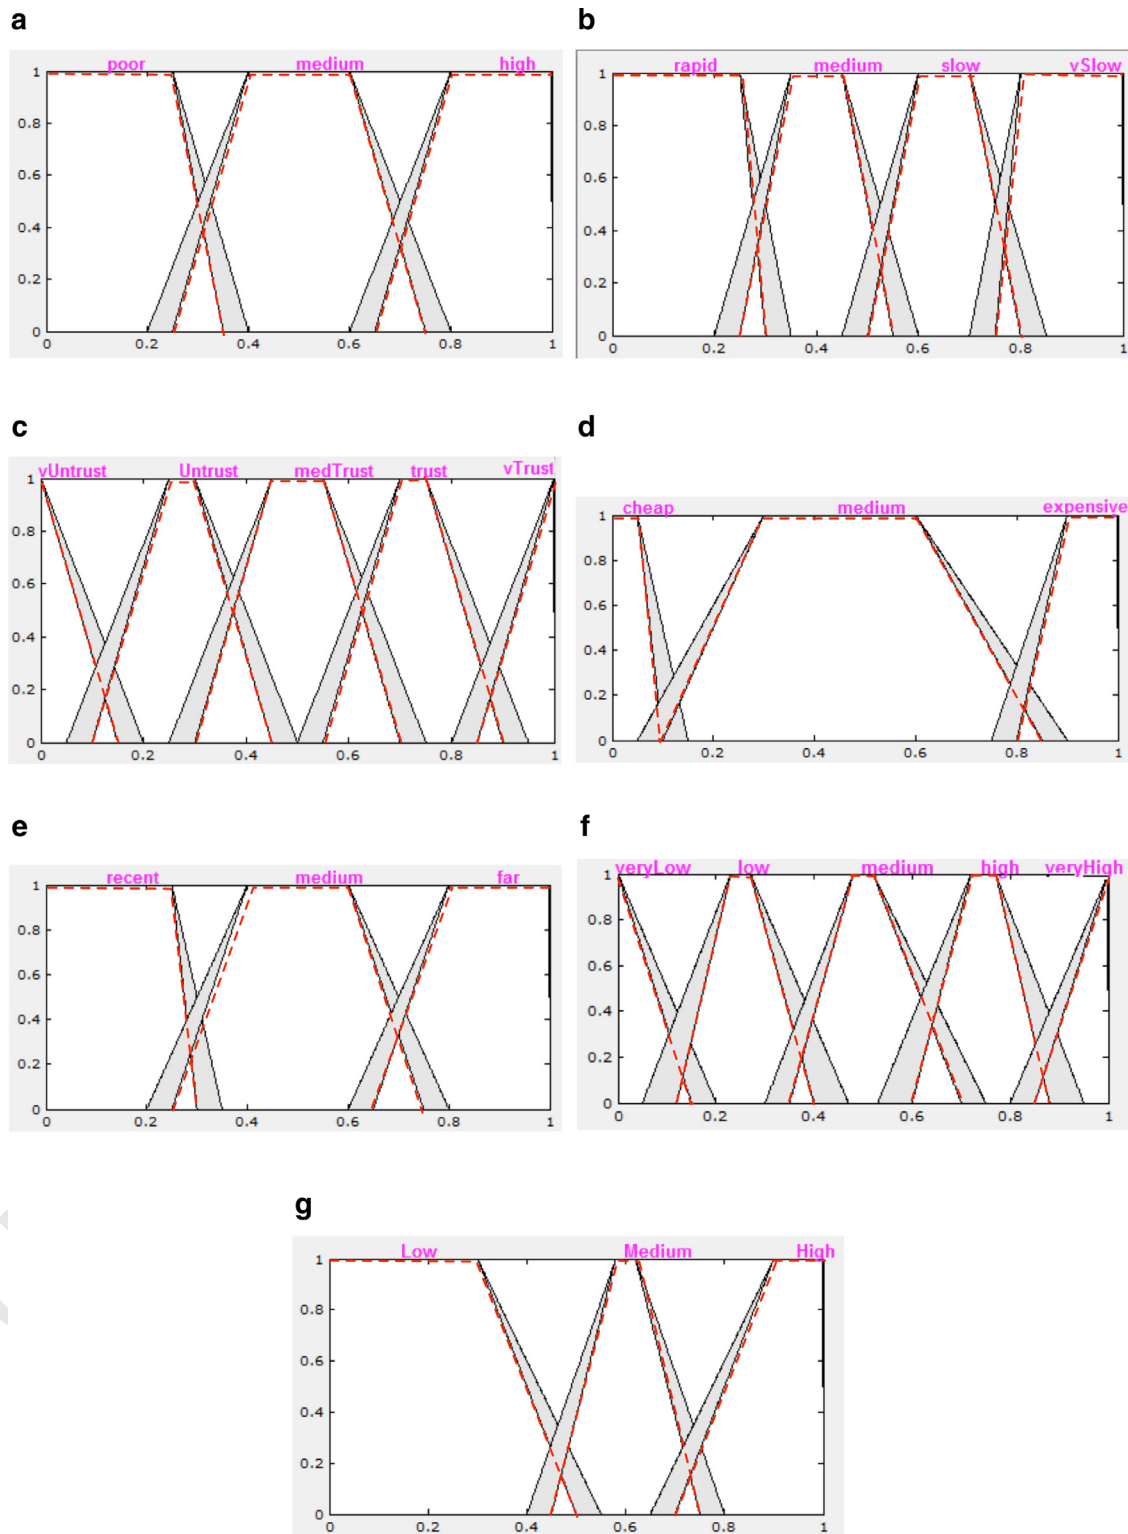 a
poor medium high
1
0.8
0.6
0.4
0.2
0
0 0.2 0.4 0.6 0.8 1
b
rapid medium slow vSlow
1
0.8
0.6
0.4
0.2
0
0 0.2 0.4 0.6 0.8 1
c
vUntrust Untrust medTrust trust vTrust
1
0.8
0.6
0.4
0.2
0
0 0.2 0.4 0.6 0.8 1
d
cheap medium expensive
1
0.8
0.6
0.4
0.2
0
0 0.2 0.4 0.6 0.8 1
e
recent medium far
1
0.8
0.6
0.4
0.2
0
0 0.2 0.4 0.6 0.8 1
f
veryLow low medium high veryHigh
1
0.8
0.6
0.4
0.2
0
0 0.2 0.4 0.6 0.8 1
g
Low Medium High
1
0.8
0.6
0.4
0.2
0
0 0.2 0.4 0.6 0.8 1